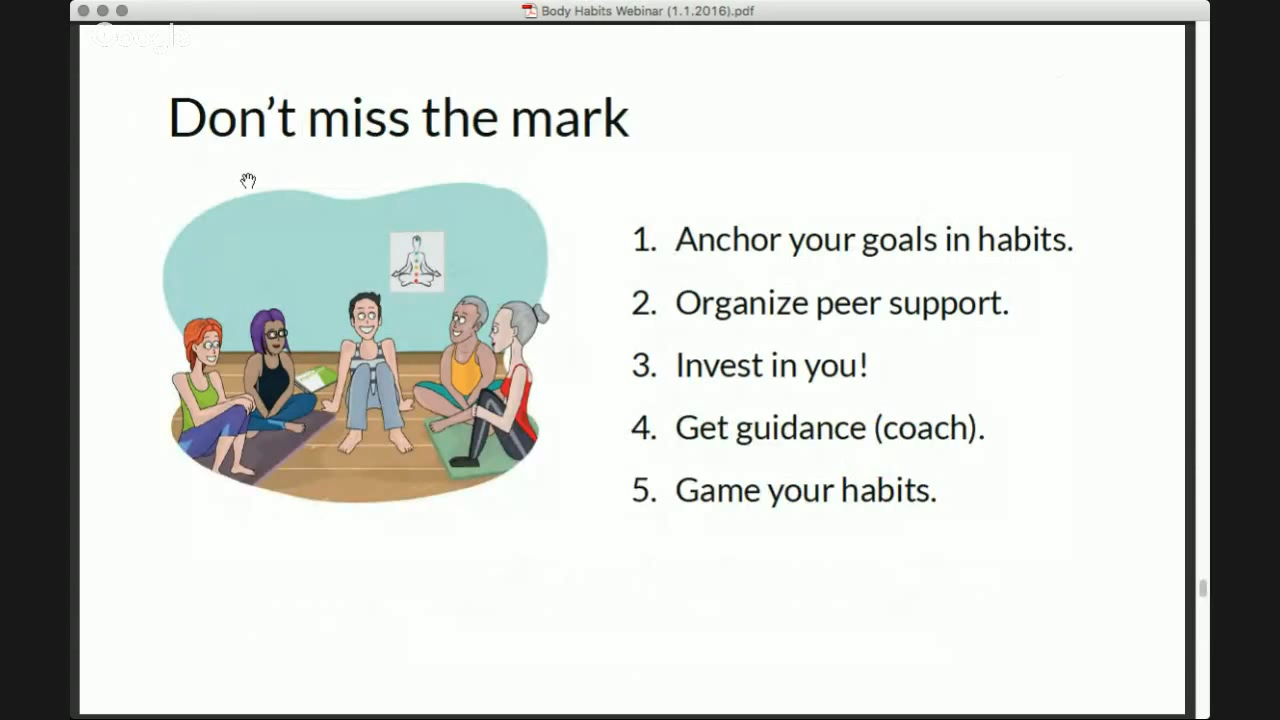 Body Habits Webinar (1.1.2016).pdf
Google
Don’t miss the mark
1. Anchor your goals in habits.
2. Organize peer support.
3. Invest in you!
4. Get guidance (coach).
5. Game your habits.